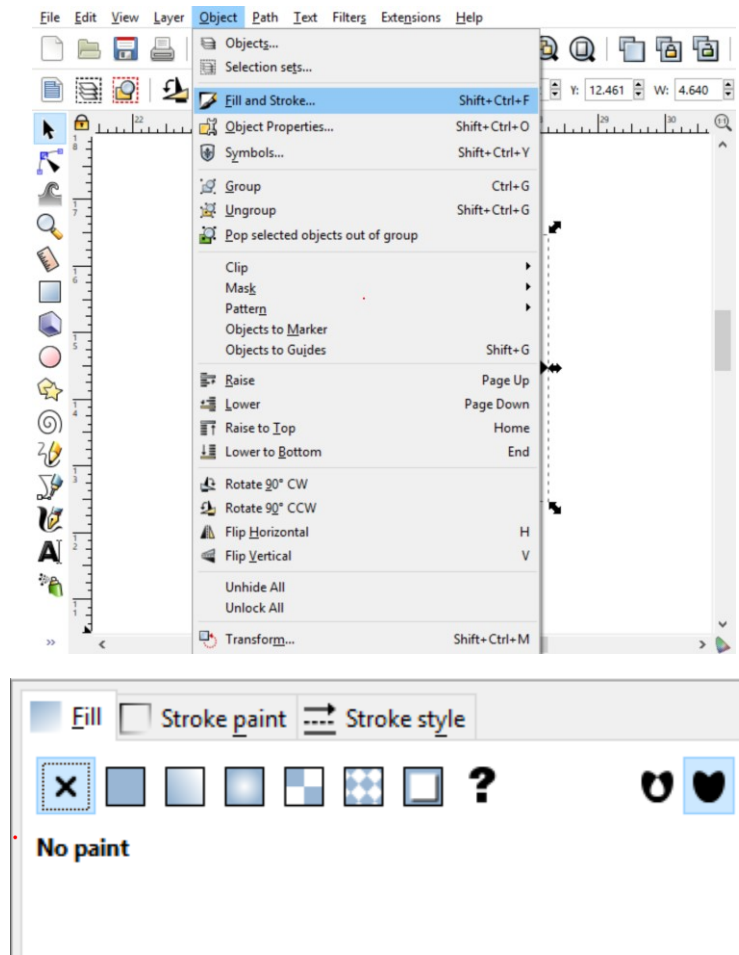 File Edit View Layer Object Path Text Filters Extensions Help
Objects...
Selection sets...
Y: 12.461 W: 4.640
Fill and Stroke... Shift+Ctrl+F
22 29 30
Object Properties... Shift+Ctrl+O
Symbols... Shift+Ctrl+Y
Group Ctrl+G
Ungroup Shift+Ctrl+G
Pop selected objects out of group
Clip
Mask
Pattern
Objects to Marker
Objects to Guides Shift+G
Raise Page Up
Lower Page Down
Raise to Top Home
Lower to Bottom End
Rotate 90° CW
Rotate 90° CCW
Flip Horizontal H
Flip Vertical V
Unhide All
Unlock All
Transform... Shift+Ctrl+M
Fill Stroke paint Stroke style
?
No paint